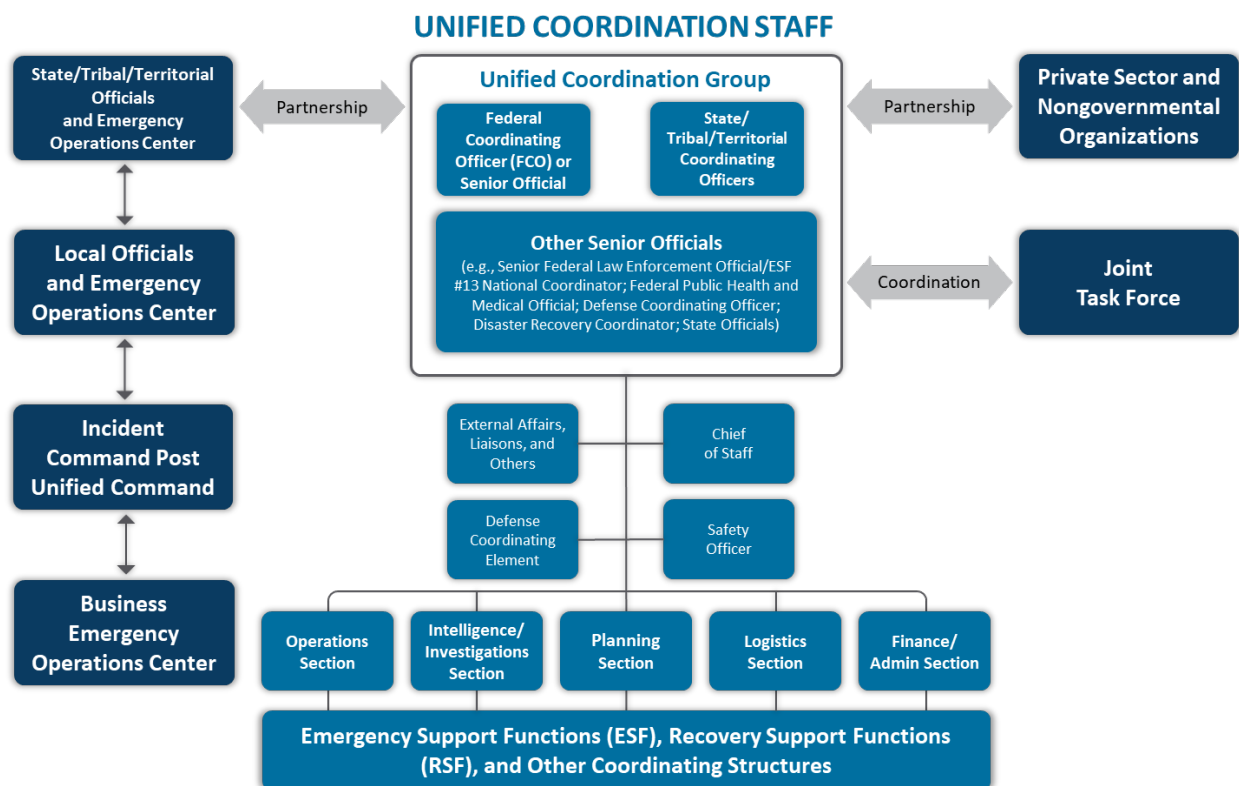 UNIFIED COORDINATION STAFF
State/Tribal/Territorial
Officials
and Emergency
Operations Center
Partnership
Unified Coordination Group
Federal
Coordinating
Officer (FCO) or
Senior Official
State/
Tribal/Territorial
Coordinating
Officers
Partnership
Private Sector and
Nongovernmental
Organizations
Local Officials
and Emergency
Operations Center
Other Senior Officials
(e.g., Senior Federal Law Enforcement Official/ESF
#13 National Coordinator; Federal Public Health and
Medical Official; Defense Coordinating Officer;
Disaster Recovery Coordinator; State Officials)
Coordination
Joint
Task Force
Incident
Command Post
Unified Command
External Affairs,
Liaisons, and
Others
Chief
of Staff
Defense
Coordinating
Element
Safety
Officer
Business
Emergency
Operations Center
Operations
Section
Intelligence/
Investigations
Section
Planning
Section
Logistics
Section
Finance/
Admin Section
Emergency Support Functions (ESF), Recovery Support Functions
(RSF), and Other Coordinating Structures